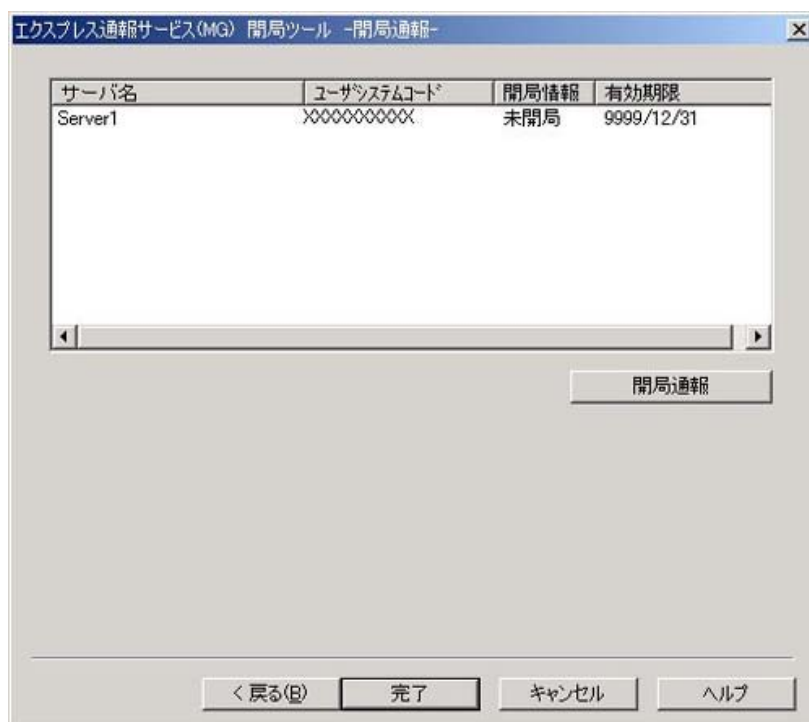 エクスプレス通報サービス(MG) 開局ツール -開局通報-
サーバ名 ユーザシステムコード 開局情報 有効期限
Server1 XXXXXXXXXX 未開局 9999/12/31
開局通報
< 戻る(B) 完了 キャンセル ヘルプ